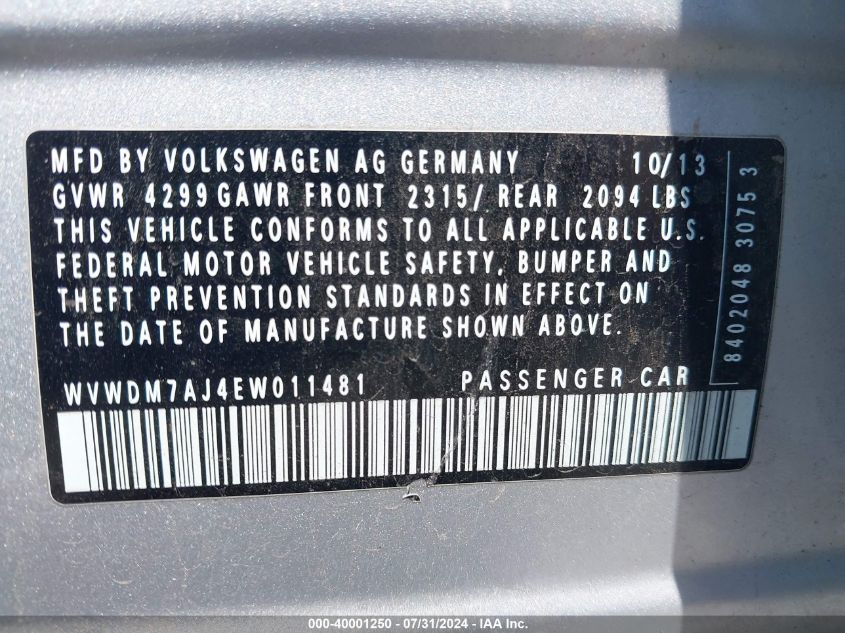 MFD BY VOLKSWAGEN AG GERMANY 10/13
GVWR 4299 GAWR FRONT 2315/ REAR 2094 LBS
THIS VEHICLE CONFORMS TO ALL APPLICABLE U.S.
FEDERAL MOTOR VEHICLE SAFETY, BUMPER AND
THEFT PREVENTION STANDARDS IN EFFECT ON
THE DATE OF MANUFACTURE SHOWN ABOVE.
WVWDM7AJ4EW011481 PASSENGER CAR
8402048 3075 3
000-40001250 - 07/31/2024 - IAA Inc.